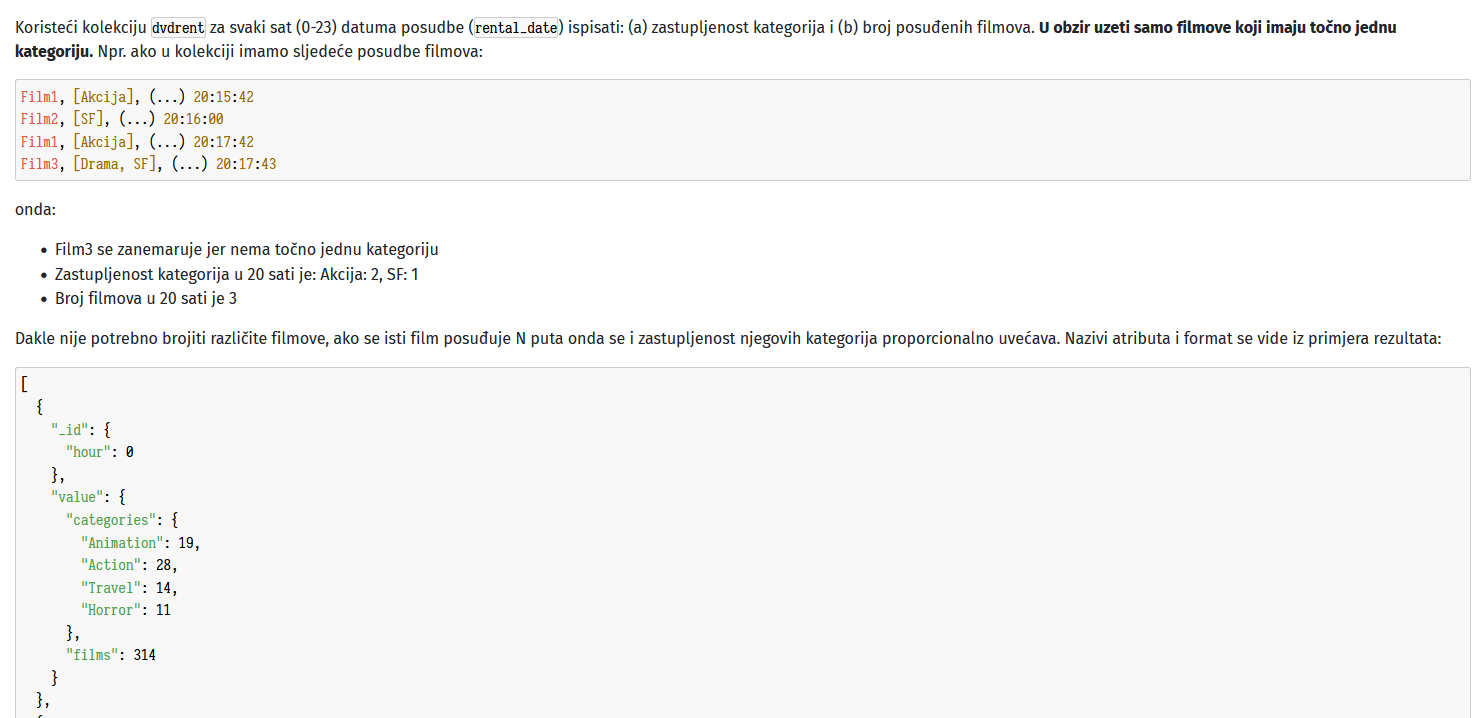 Koristeći kolekciju dvdrent za svaki sat (0-23) datuma posudbe (rental_date) ispisati: (a) zastupljenost kategorija i (b) broj posuđenih filmova. U obzir uzeti samo filmove koji imaju točno jednu
kategoriju. Npr. ako u kolekciji imamo sljedeće posudbe filmova:
Film1, [Akcija], (...) 20:15:42
Film2, [SF], (...) 20:16:00
Film1, [Akcija], (...) 20:17:42
Film3, [Drama, SF], (...) 20:17:43
onda:
• Film3 se zanemaruje jer nema točno jednu kategoriju
• Zastupljenost kategorija u 20 sati je: Akcija: 2, SF: 1
• Broj filmova u 20 sati je 3
Dakle nije potrebno brojiti različite filmove, ako se isti film posuđuje N puta onda se i zastupljenost njegovih kategorija proporcionalno uvećava. Nazivi atributa i format se vide iz primjera rezultata:
[
  {
    "_id": {
      "hour": 0
    },
    "value": {
      "categories": {
        "Animation": 19,
        "Action": 28,
        "Travel": 14,
        "Horror": 11
      },
      "films": 314
    }
  },